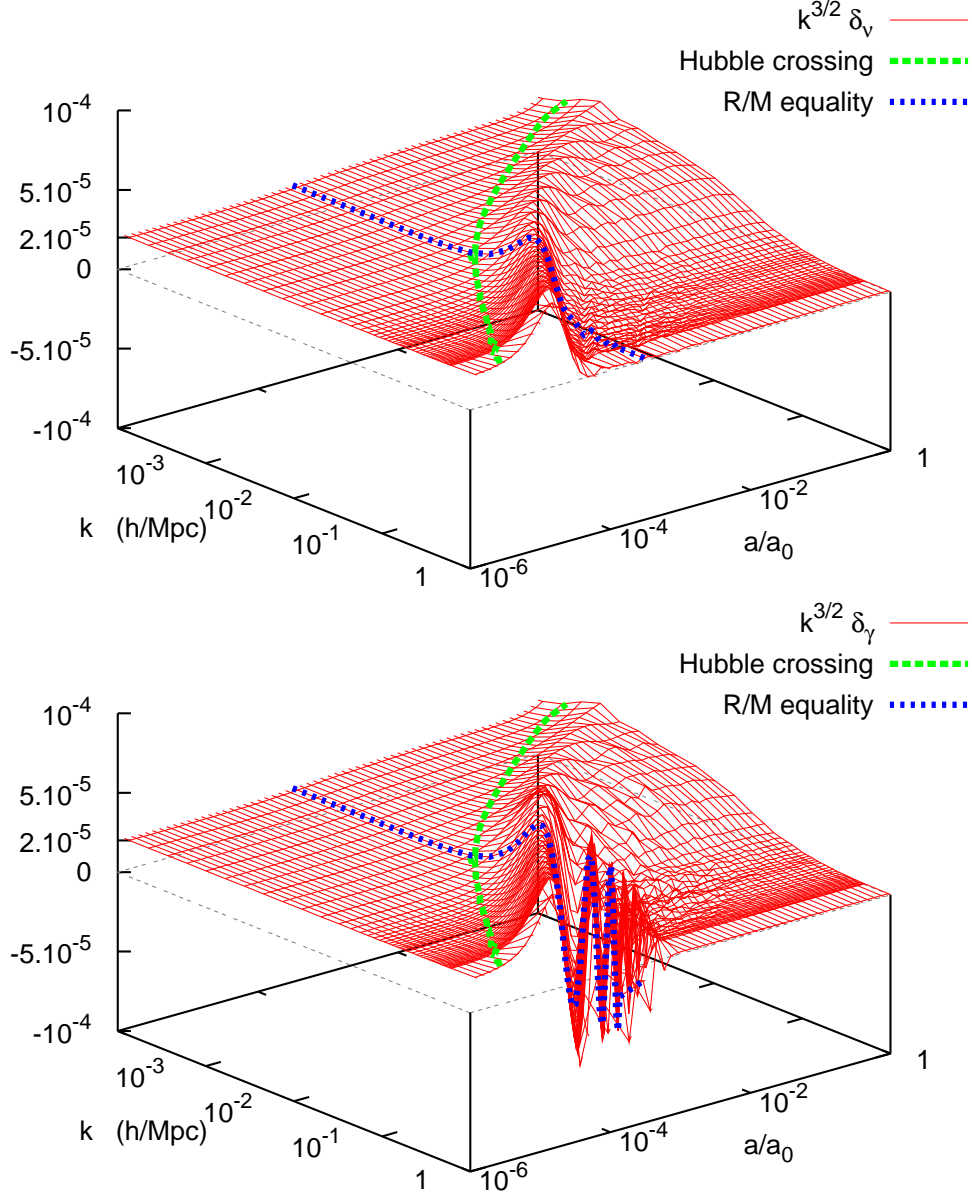 k^{3/2} δ_ν
Hubble crossing
R/M equality
10^{-4}
5.10^{-5}
2.10^{-5}
0
-5.10^{-5}
-10^{-4}
10^{-3}
10^{-2}
10^{-1}
1
k (h/Mpc)
10^{-6}
10^{-4}
10^{-2}
1
a/a_0
k^{3/2} δ_γ
Hubble crossing
R/M equality
10^{-4}
5.10^{-5}
2.10^{-5}
0
-5.10^{-5}
-10^{-4}
10^{-3}
10^{-2}
10^{-1}
1
k (h/Mpc)
10^{-6}
10^{-4}
10^{-2}
1
a/a_0